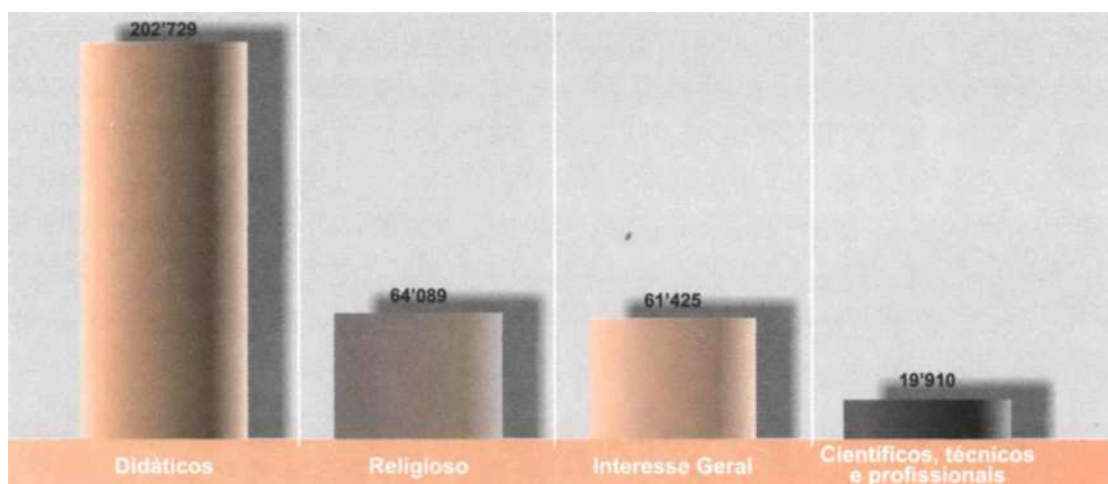 202'729
64'089
61'425
19'910
Didáticos
Religioso
Interesse Geral
Científicos, técnicos
e profissionais